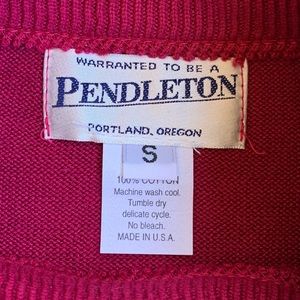 WARRANTED TO BE A
PENDLETON
PORTLAND, OREGON
S
100% COTTON
Machine wash cool.
Tumble dry
delicate cycle.
No bleach.
MADE IN U.S.A.